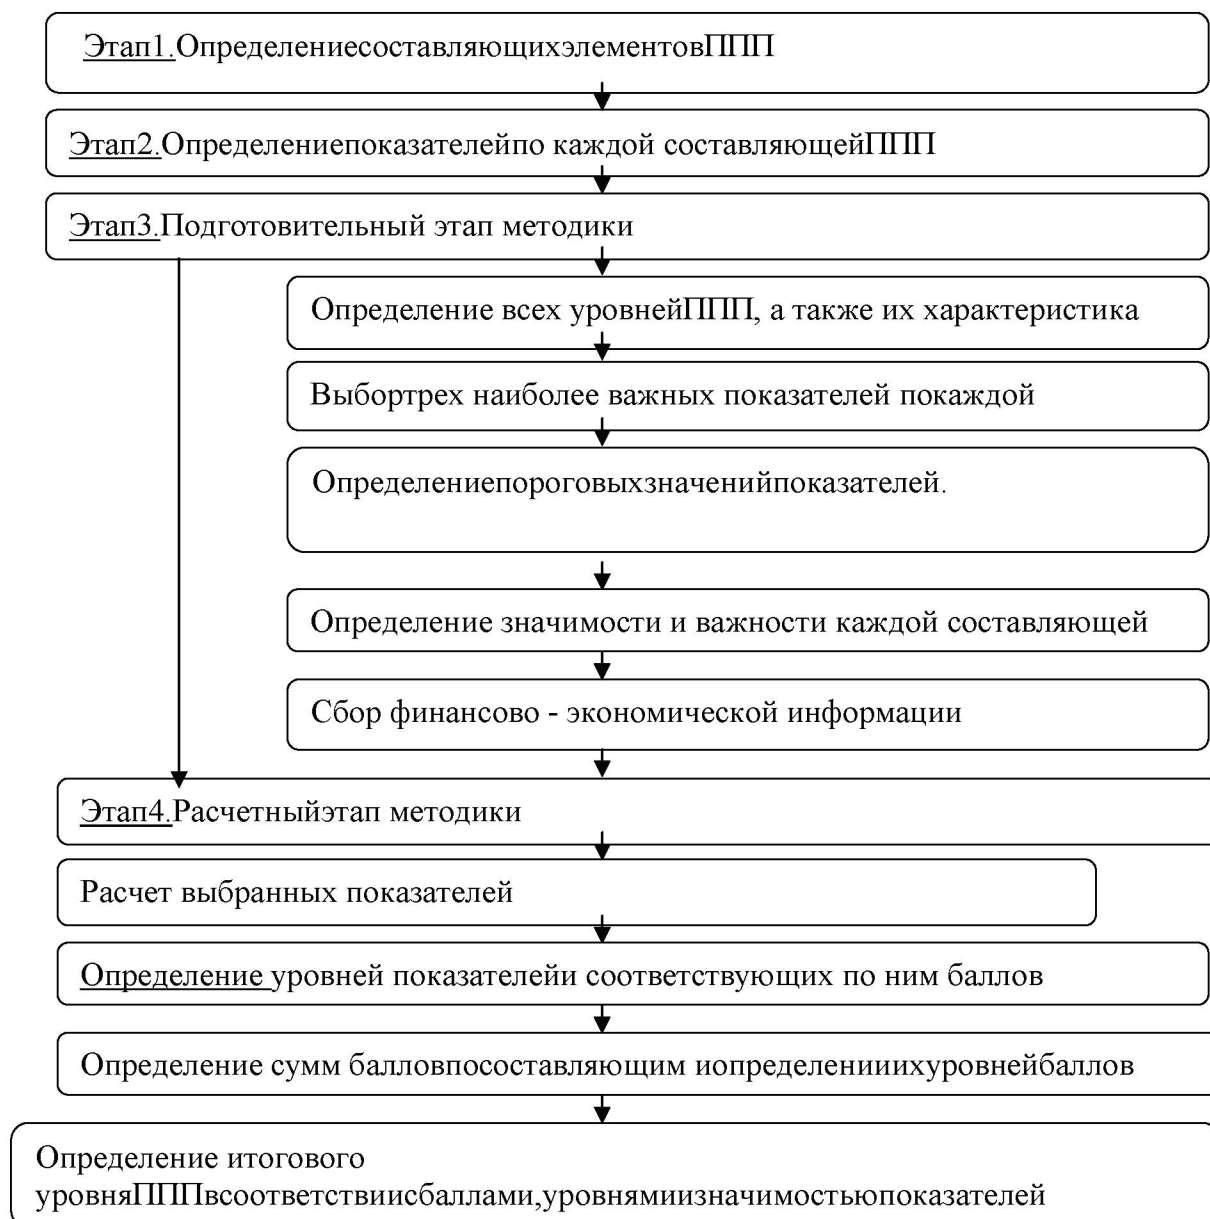 Этап1.ОпределениесоставляющихэлементовППП
Этап2.Определениепоказателейпо каждой составляющейППП
Этап3.Подготовительный этап методики
Определение всех уровнейППП, а также их характеристика
Выбортрех наиболее важных показателей покаждой
Определениепороговыхзначенийпоказателей.
Определение значимости и важности каждой составляющей
Сбор финансово - экономической информации
Этап4.Расчетныйэтап методики
Расчет выбранных показателей
Определение уровней показателейи соответствующих по ним баллов
Определение сумм балловпосоставляющим иопределениихуровнейбаллов
Определение итогового
уровняПППвсоответствиисбаллами,уровнямиизначимостьюпоказателей